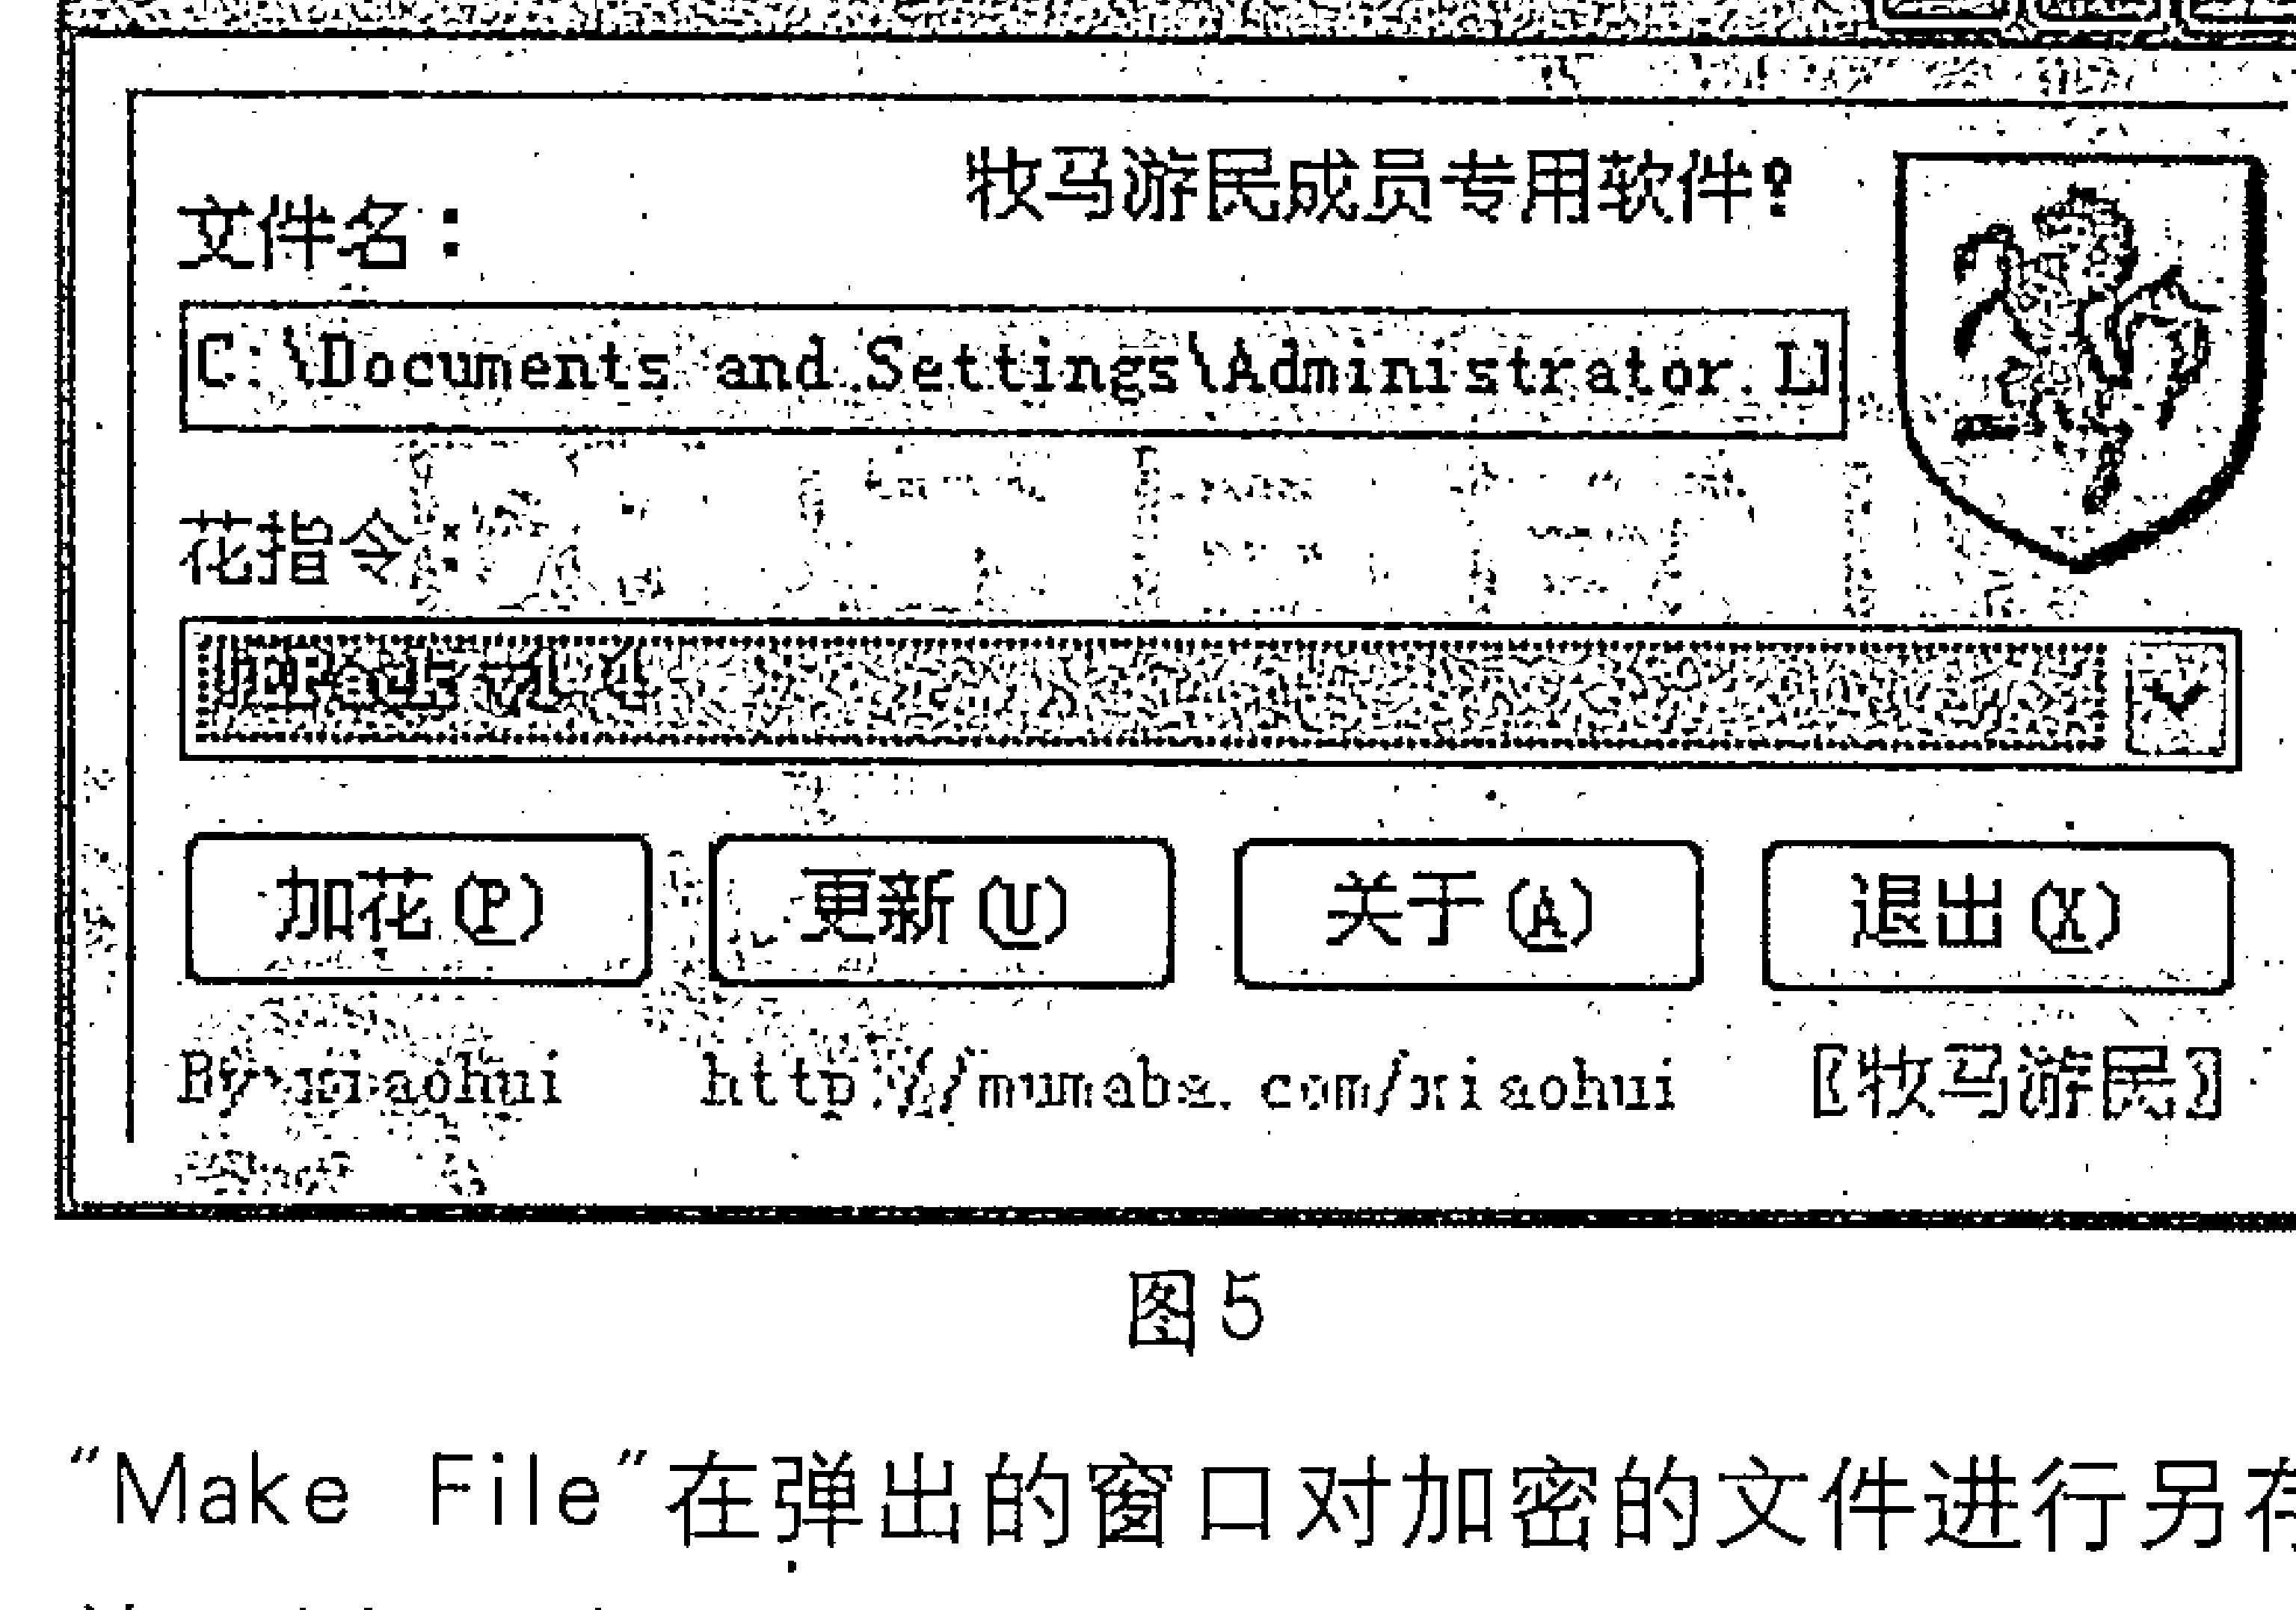 牧马游民成员专用软件?
文件名：
C:\Documents and Settings\Administrator.L
花指令：
加花(P) 更新(U) 关于(A) 退出(X)
By xiaohui http://mumaba.com/xiaohui 〖牧马游民〗
图5
“Make File”在弹出的窗口对加密的文件进行另存